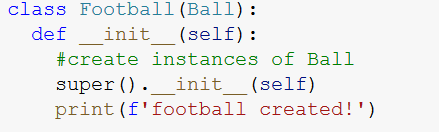 class Football(Ball):
  def __init__(self):
    #create instances of Ball
    super().__init__(self)
    print(f'football created!')